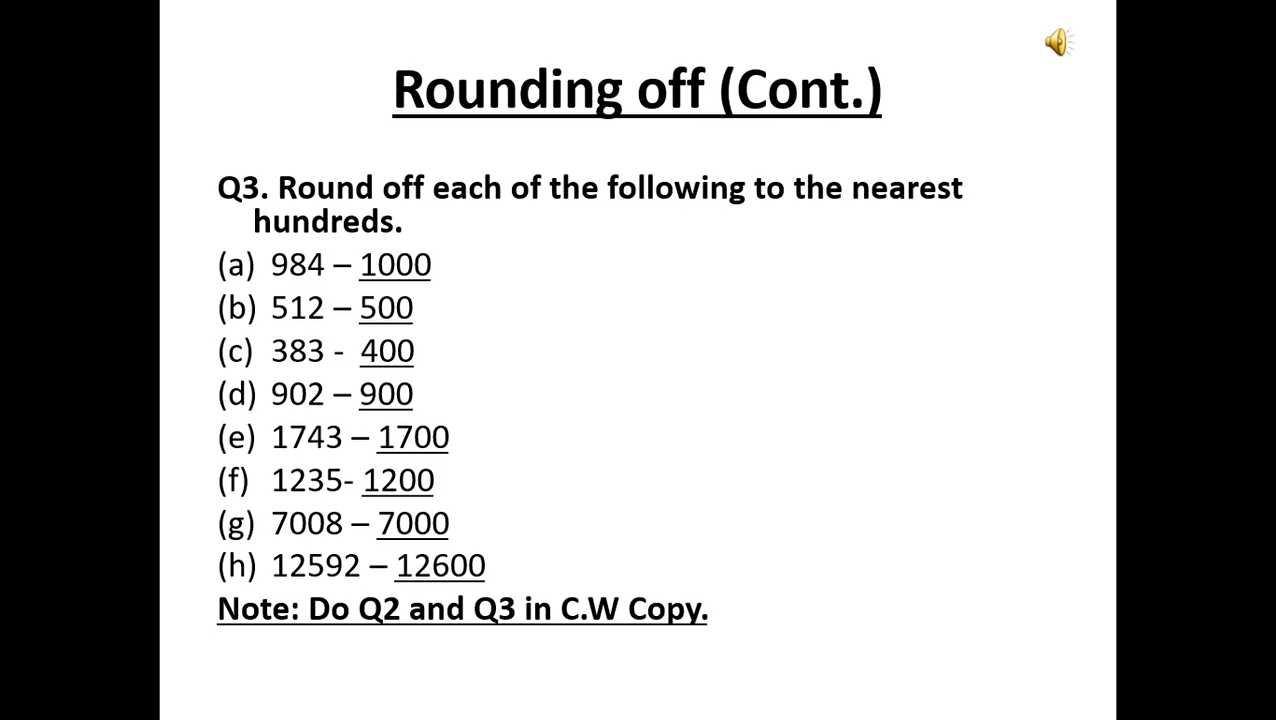 Rounding off (Cont.)
Q3. Round off each of the following to the nearest
hundreds.
(a) 984 – 1000
(b) 512 – 500
(c) 383 - 400
(d) 902 – 900
(e) 1743 – 1700
(f) 1235- 1200
(g) 7008 – 7000
(h) 12592 – 12600
Note: Do Q2 and Q3 in C.W Copy.